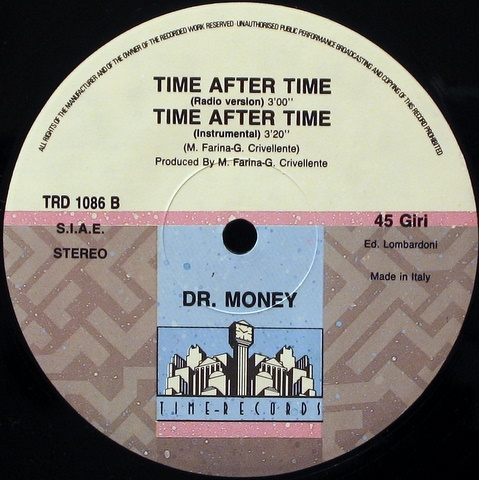 ALL RIGHTS OF THE MANUFACTURER AND OF THE OWNER OF THE RECORDED WORK RESERVED · UNAUTHORISED PUBLIC PERFORMANCE BROADCASTING AND COPYING OF THIS RECORD PROHIBITED
TIME AFTER TIME
(Radio version) 3'00''
TIME AFTER TIME
(Instrumental) 3'20''
(M. Farina-G. Crivellente)
Produced By M. Farina-G. Crivellente
TRD 1086 B
S.I.A.E.
STEREO
45 Giri
Ed. Lombardoni
Made in Italy
DR. MONEY
TIME-RECORDS